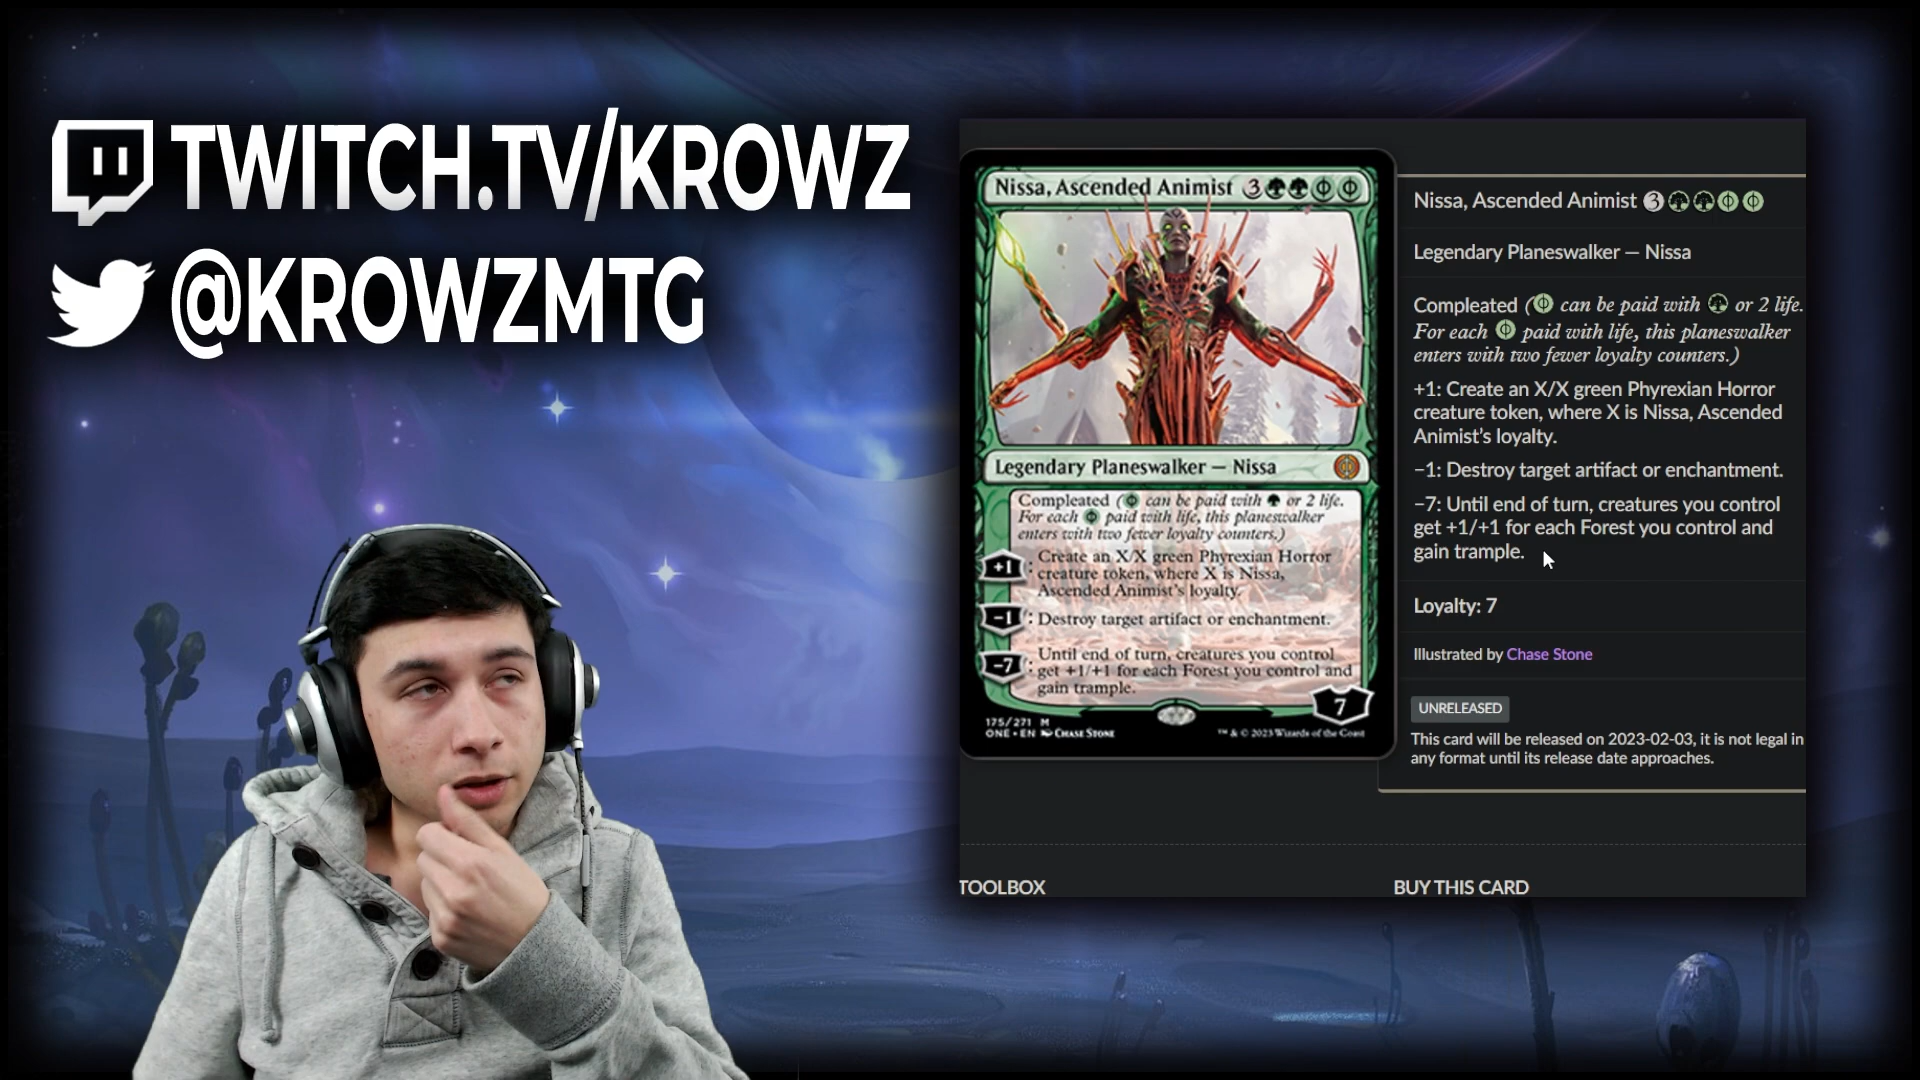 TWITCH.TV/KROWZ
@KROWZMTG
Nissa, Ascended Animist 3
Legendary Planeswalker — Nissa
Compleated ( can be paid with or 2 life.
For each paid with life, this planeswalker
enters with two fewer loyalty counters.)
+1: Create an X/X green Phyrexian Horror
creature token, where X is Nissa,
Ascended Animist's loyalty.
−1: Destroy target artifact or enchantment.
−7: Until end of turn, creatures you control
get +1/+1 for each Forest you control and
gain trample.
7
175/271 M
ONE • EN CHASE STONE
™ & © 2023 Wizards of the Coast
Nissa, Ascended Animist 3
Legendary Planeswalker — Nissa
Compleated ( can be paid with or 2 life.
For each paid with life, this planeswalker
enters with two fewer loyalty counters.)
+1: Create an X/X green Phyrexian Horror
creature token, where X is Nissa, Ascended
Animist's loyalty.
−1: Destroy target artifact or enchantment.
−7: Until end of turn, creatures you control
get +1/+1 for each Forest you control and
gain trample.
Loyalty: 7
Illustrated by Chase Stone
UNRELEASED
This card will be released on 2023-02-03, it is not legal in
any format until its release date approaches.
TOOLBOX
BUY THIS CARD